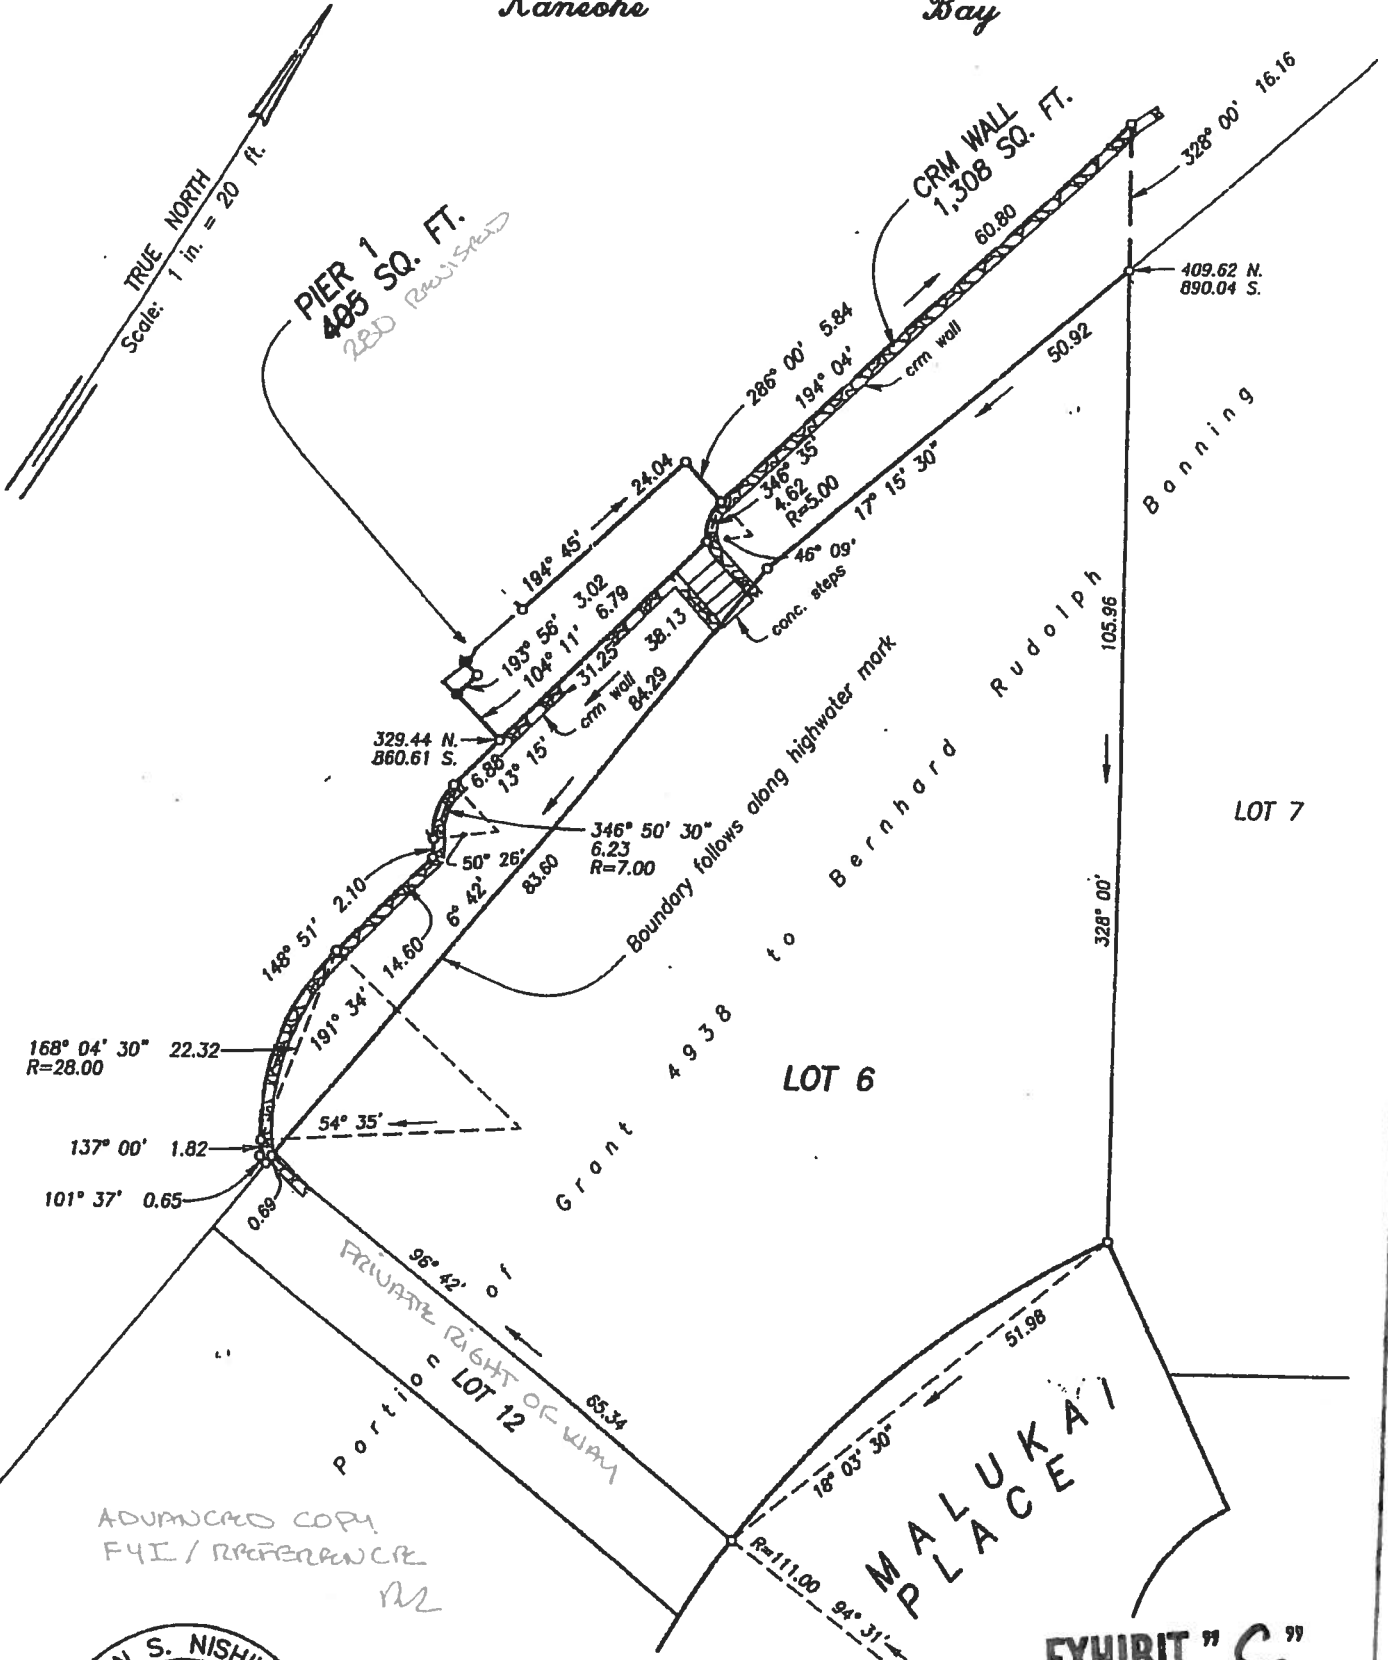 Kaneohe Bay
TRUE NORTH
Scale: 1 in. = 20 ft.
PIER 1
405 SQ. FT.
280 REVISED
CRM WALL
1,308 SQ. FT.
328° 00' 16.16
60.80
409.62 N.
890.04 S.
286° 00' 5.84
194° 04'
crm wall
50.92
17° 15' 30"
346° 35'
4.62
R=5.00
46° 09'
conc. steps
24.04
194° 45'
193° 56' 3.02
104° 11' 6.79
31.25
38.13
crm wall
84.29
329.44 N.
860.61 S.
6.88
13° 15'
346° 50' 30"
6.23
R=7.00
50° 26'
148° 51' 2.10
6° 42'
83.60
14.60
191° 34'
Boundary follows along highwater mark
168° 04' 30" 22.32
R=28.00
54° 35'
137° 00' 1.82
101° 37' 0.65
0.69
105.96
328° 00'
LOT 7
LOT 6
Portion of Grant 4938 to Bernhard Rudolph Banning
96° 42'
65.34
PRIVATE RIGHT OF WAY
LOT 12
51.98
18° 03' 30"
MALUKAI
PLACE
R=111.00 94° 31'
ADVANCED COPY
FYI / REFERENCE
S. NISHI
EXHIBIT "C"